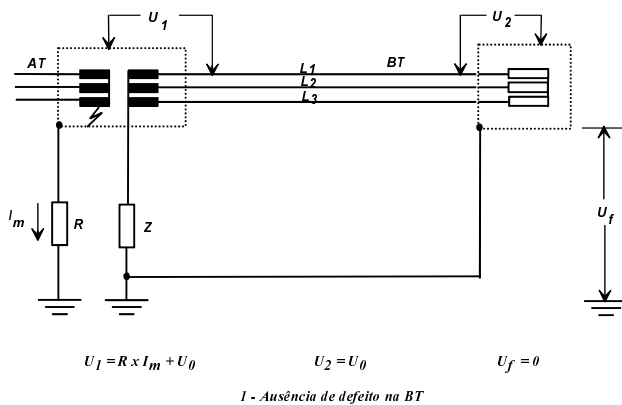 U1 U2
AT L1 BT
L2
L3
Im R Z Uf
U1 = R x Im + U0 U2 = U0 Uf = 0
1 - Ausência de defeito na BT